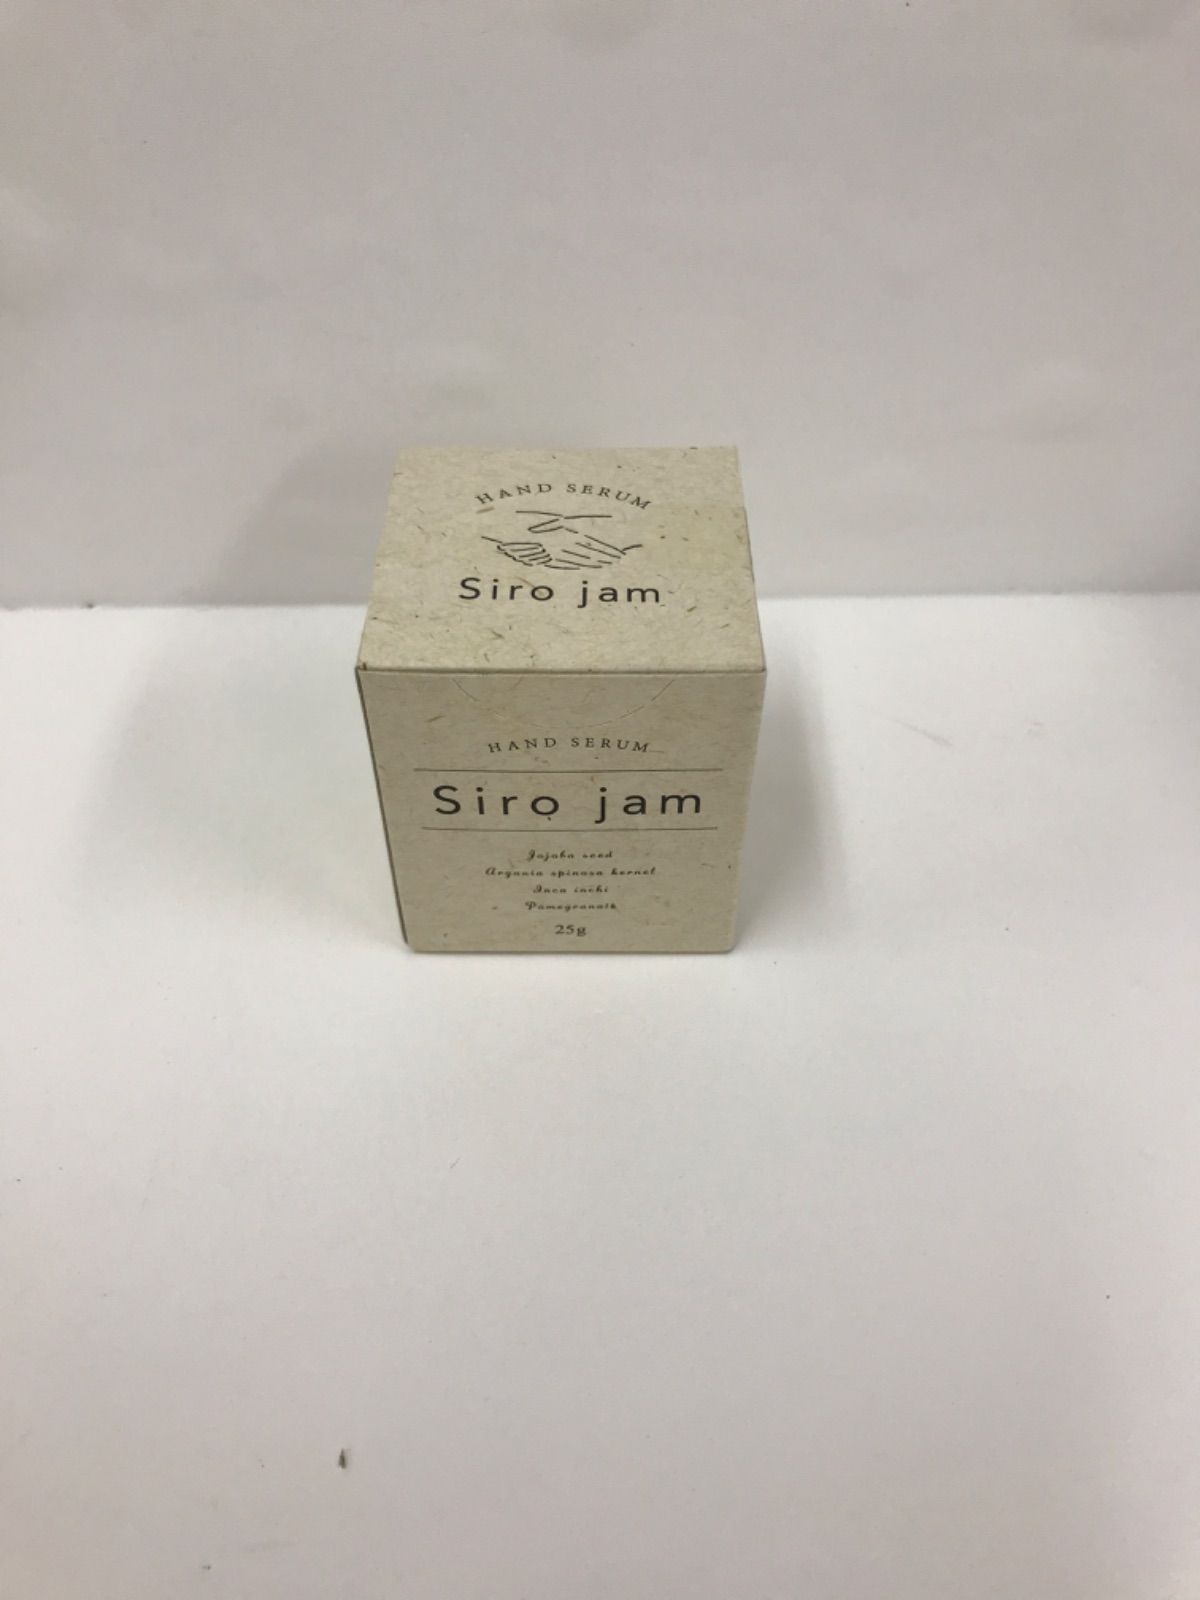 HAND SERUM
Siro jam
HAND SERUM
Siro jam
Jojoba seed
Argania spinosa kernel
Inca inchi
Pomegranate
25g